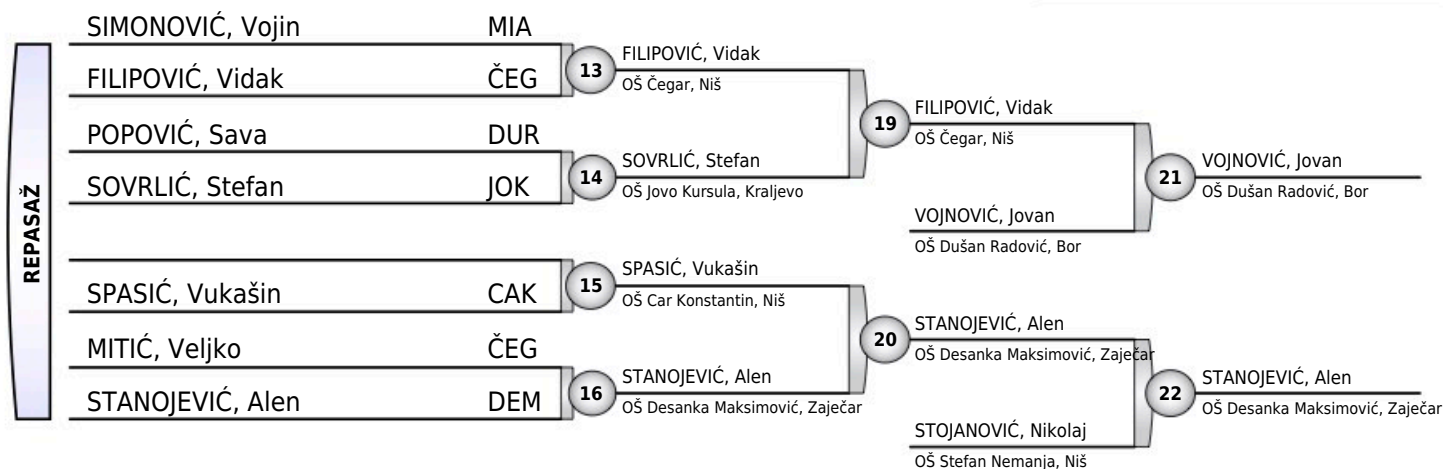 REPASAŽ
SIMONOVIĆ, Vojin MIA
FILIPOVIĆ, Vidak ČEG
POPOVIĆ, Sava DUR
SOVRLIĆ, Stefan JOK
SPASIĆ, Vukašin CAK
MITIĆ, Veljko ČEG
STANOJEVIĆ, Alen DEM
13
FILIPOVIĆ, Vidak
OŠ Čegar, Niš
14
SOVRLIĆ, Stefan
OŠ Jovo Kursula, Kraljevo
15
SPASIĆ, Vukašin
OŠ Car Konstantin, Niš
16
STANOJEVIĆ, Alen
OŠ Desanka Maksimović, Zaječar
19
FILIPOVIĆ, Vidak
OŠ Čegar, Niš
VOJNOVIĆ, Jovan
OŠ Dušan Radović, Bor
20
STANOJEVIĆ, Alen
OŠ Desanka Maksimović, Zaječar
STOJANOVIĆ, Nikolaj
OŠ Stefan Nemanja, Niš
21
VOJNOVIĆ, Jovan
OŠ Dušan Radović, Bor
22
STANOJEVIĆ, Alen
OŠ Desanka Maksimović, Zaječar